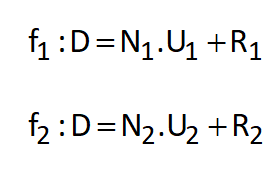 f₁ : D = N₁.U₁ + R₁
f₂ : D = N₂.U₂ + R₂